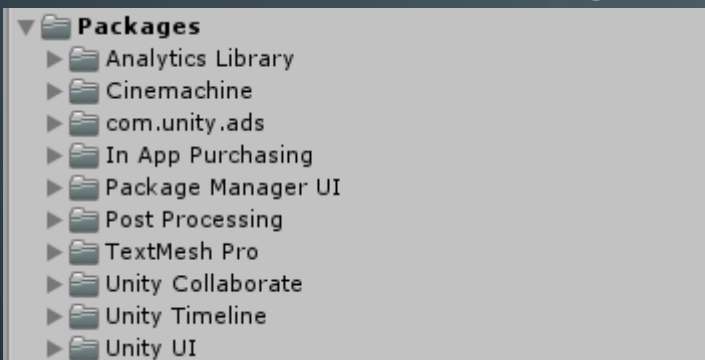 Packages
Analytics Library
Cinemachine
com.unity.ads
In App Purchasing
Package Manager UI
Post Processing
TextMesh Pro
Unity Collaborate
Unity Timeline
Unity UI